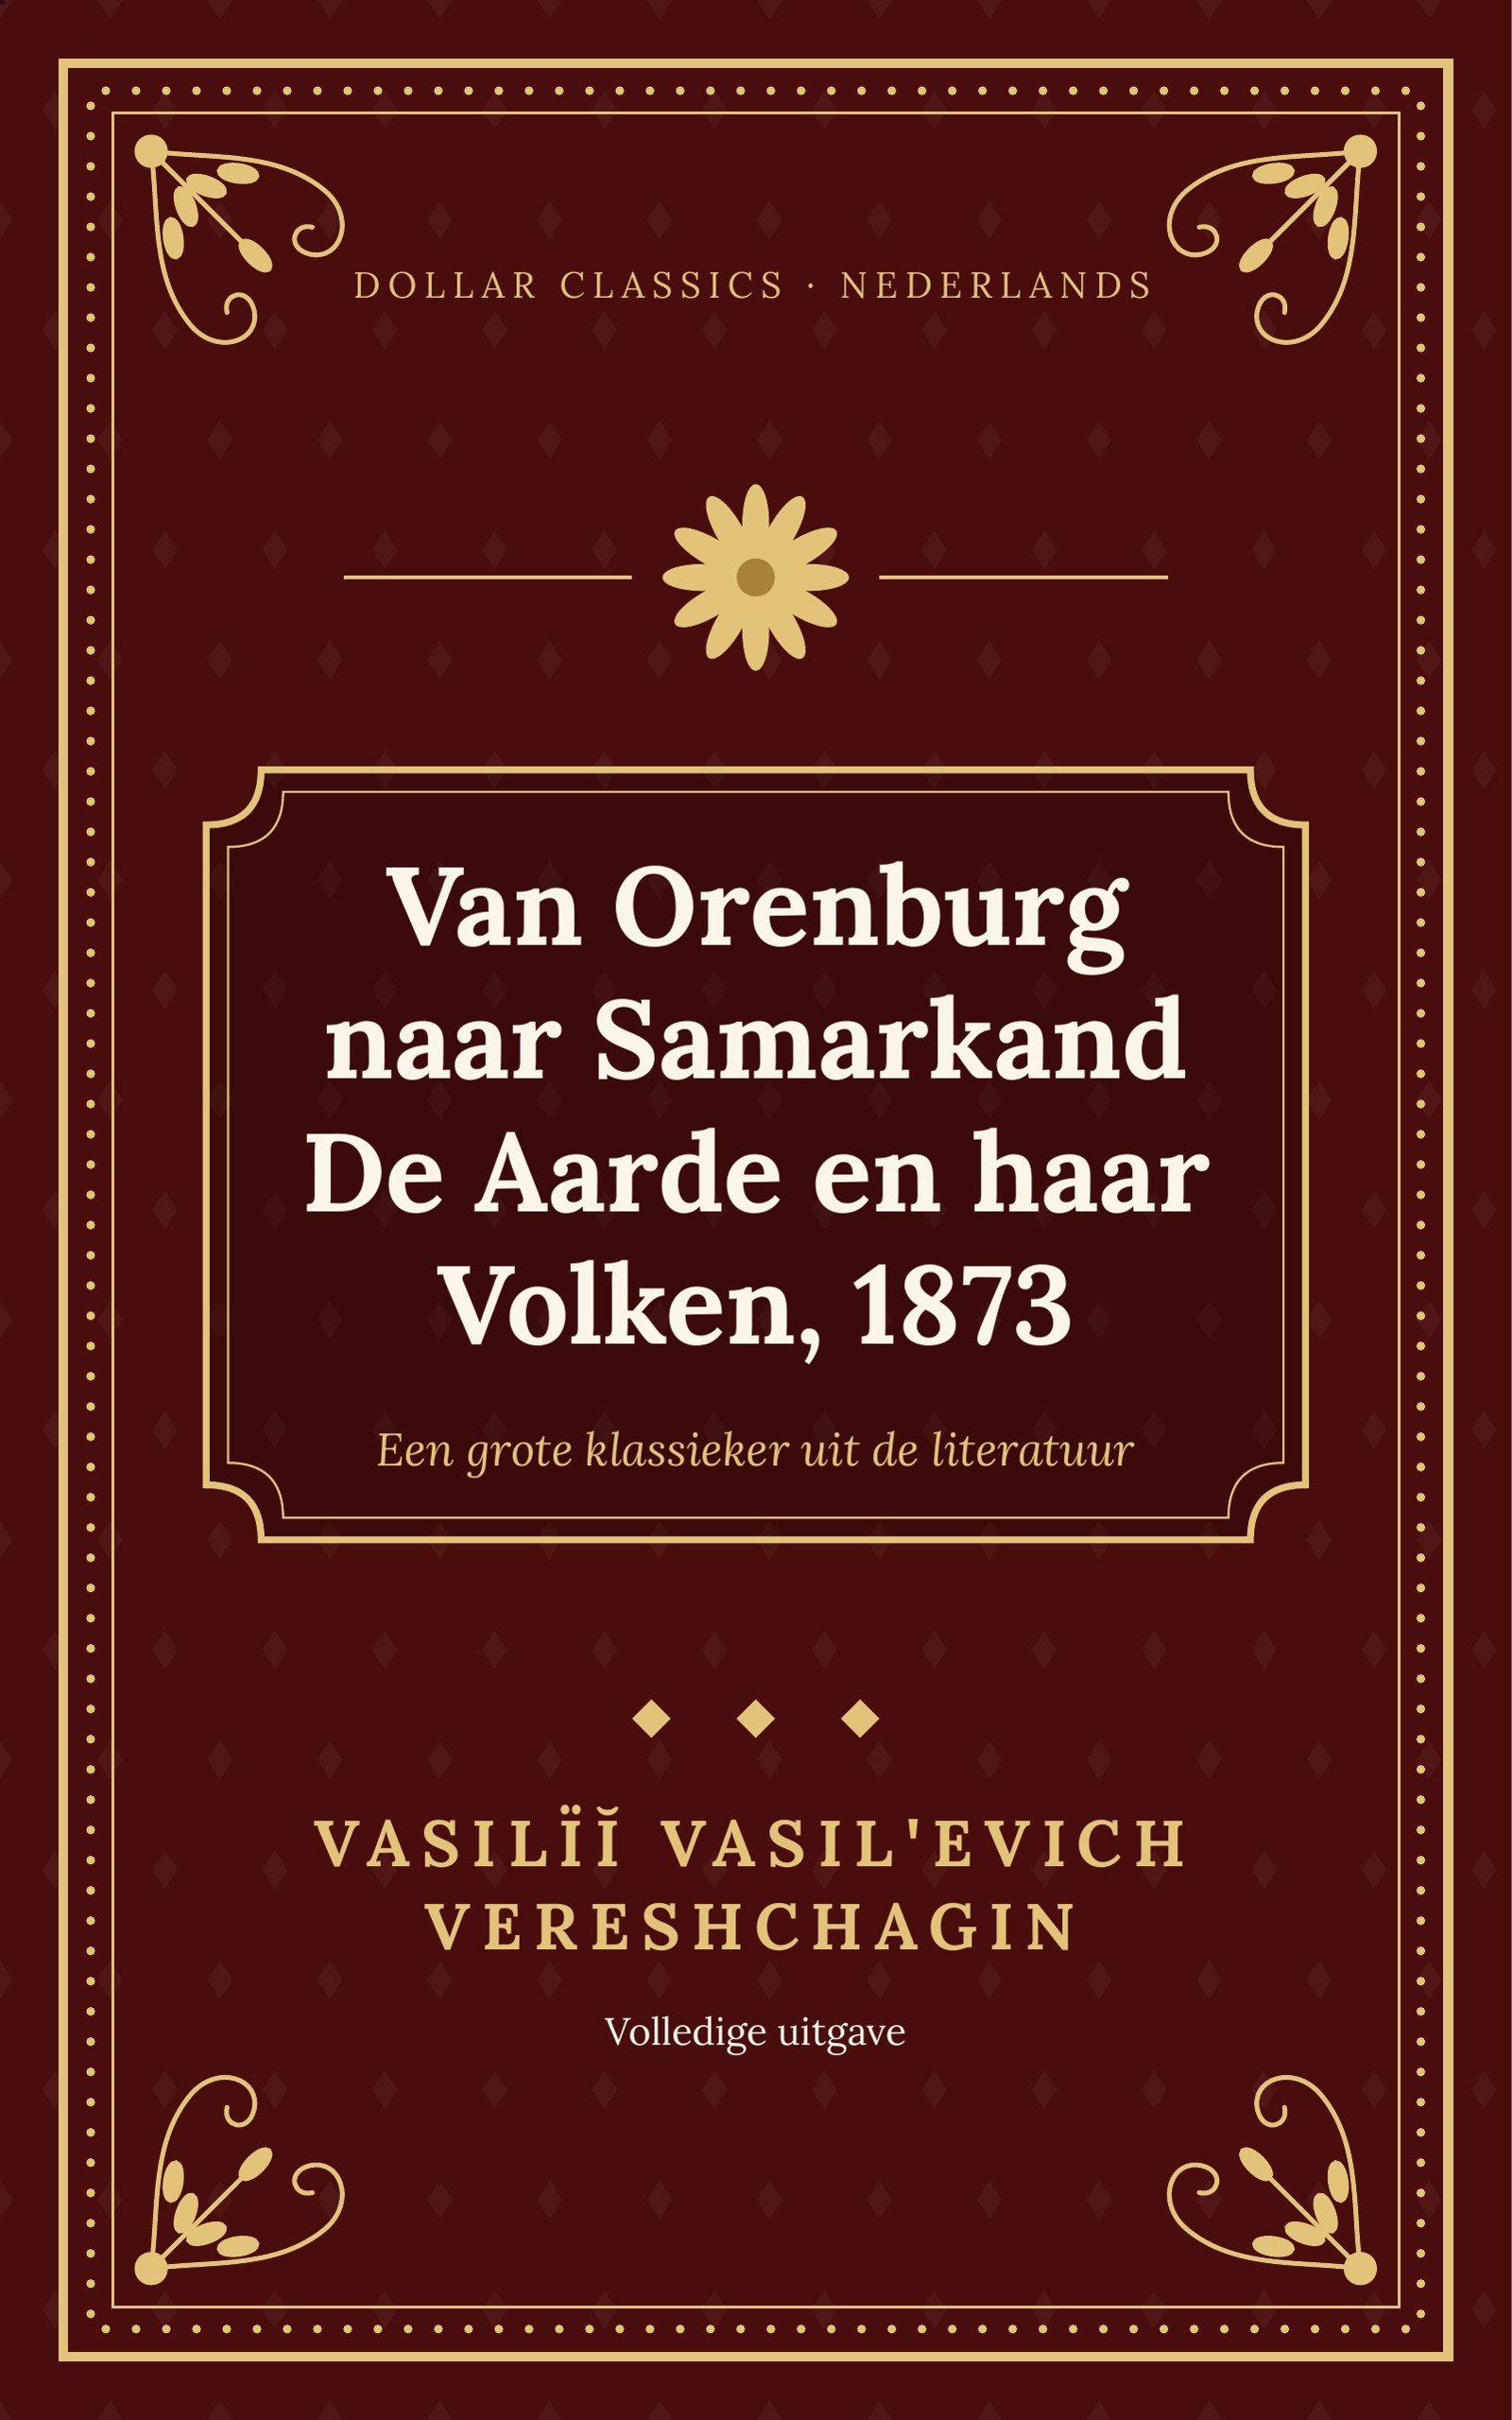 DOLLAR CLASSICS · NEDERLANDS
Van Orenburg
naar Samarkand
De Aarde en haar
Volken, 1873
Een grote klassieker uit de literatuur
VASILÏĬ VASIL'EVICH
VERESHCHAGIN
Volledige uitgave